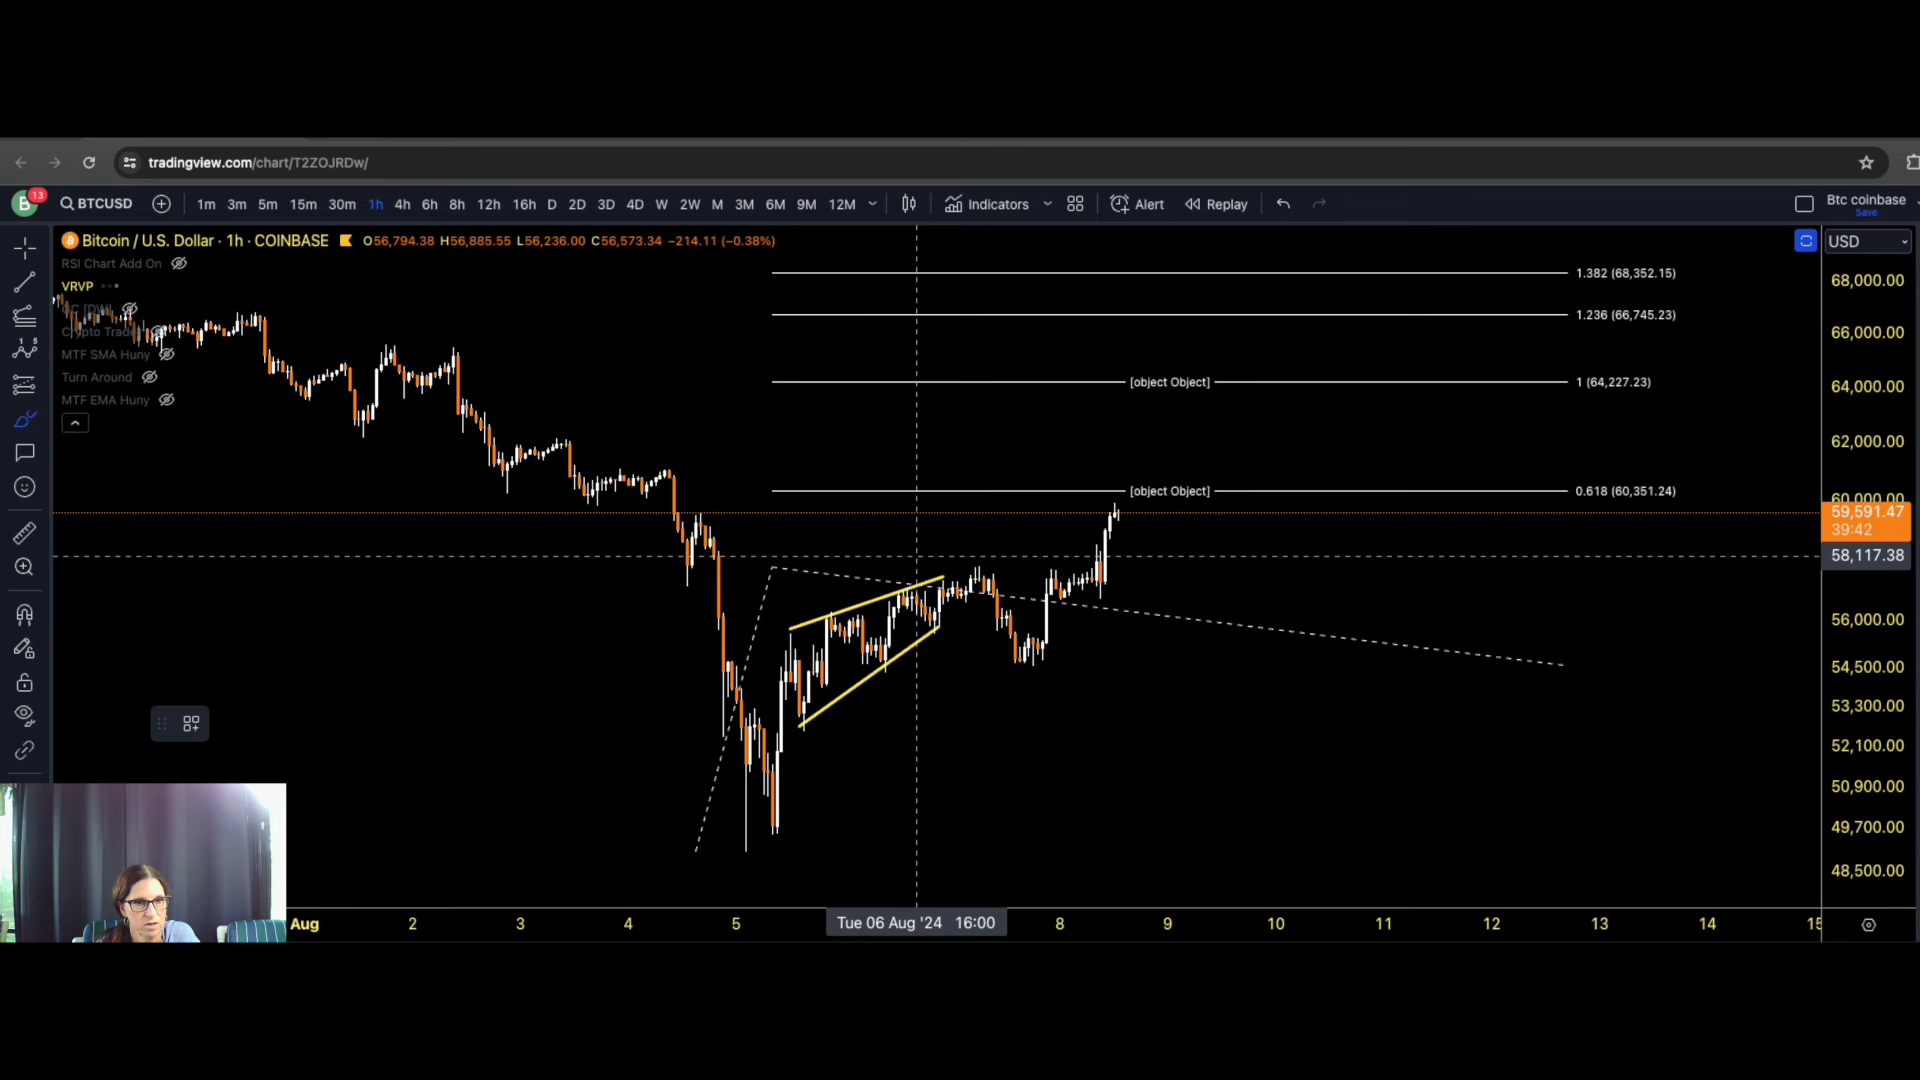 tradingview.com/chart/T2ZOJRDw/
B 13 BTCUSD 1m 3m 5m 15m 30m 1h 4h 6h 8h 12h 16h D 2D 3D 4D W 2W M 3M 6M 9M 12M Indicators Alert Replay Btc coinbase
Save
Bitcoin / U.S. Dollar · 1h · COINBASE O56,794.38 H56,885.55 L56,236.00 C56,573.34 −214.11 (−0.38%) USD
RSI Chart Add On
VRVP
Crypto Trade
MTF SMA Huny
Turn Around
MTF EMA Huny
1.382 (68,352.15)
1.236 (66,745.23)
[object Object] 1 (64,227.23)
[object Object] 0.618 (60,351.24)
68,000.00
66,000.00
64,000.00
62,000.00
60,000.00
59,591.47
39:42
58,117.38
56,000.00
54,500.00
53,300.00
52,100.00
50,900.00
49,700.00
48,500.00
Aug 2 3 4 5 Tue 06 Aug '24 16:00 8 9 10 11 12 13 14 15